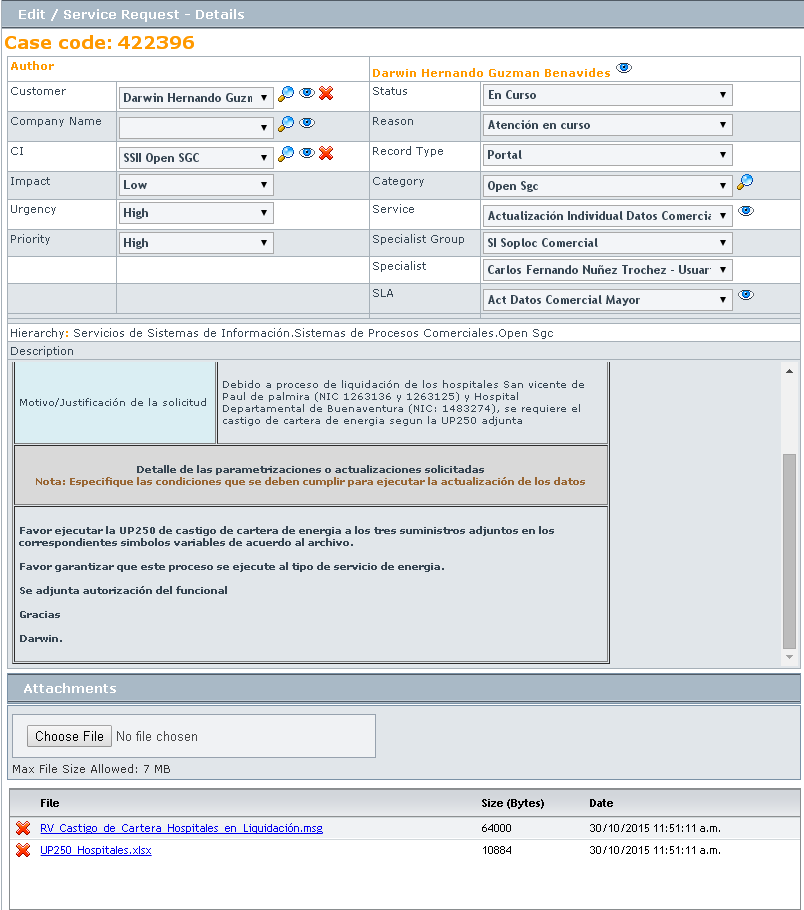 Edit / Service Request - Details
Case code: 422396
Author
Darwin Hernando Guzman Benavides
Customer
Darwin Hernando Guzn
Status
En Curso
Company Name
Reason
Atención en curso
CI
SSII Open SGC
Record Type
Portal
Impact
Low
Category
Open Sgc
Urgency
High
Service
Actualización Individual Datos Comercia
Priority
High
Specialist Group
SI Soploc Comercial
Specialist
Carlos Fernando Nuñez Trochez - Usuar
SLA
Act Datos Comercial Mayor
Hierarchy: Servicios de Sistemas de Información.Sistemas de Procesos Comerciales.Open Sgc
Description
Motivo/Justificación de la solicitud
Debido a proceso de liquidación de los hospitales San vicente de
Paul de palmira (NIC 1263136 y 1263125) y Hospital
Departamental de Buenaventura (NIC: 1483274), se requiere el
castigo de cartera de energia segun la UP250 adjunta
Detalle de las parametrizaciones o actualizaciones solicitadas
Nota: Especifique las condiciones que se deben cumplir para ejecutar la actualización de los datos
Favor ejecutar la UP250 de castigo de cartera de energia a los tres suministros adjuntos en los
correspondientes simbolos variables de acuerdo al archivo.
Favor garantizar que este proceso se ejecute al tipo de servicio de energia.
Se adjunta autorización del funcional
Gracias
Darwin.
Attachments
Choose File No file chosen
Max File Size Allowed: 7 MB
File Size (Bytes) Date
RV_Castigo_de_Cartera_Hospitales_en_Liquidación.msg 64000 30/10/2015 11:51:11 a.m.
UP250_Hospitales.xlsx 10884 30/10/2015 11:51:11 a.m.